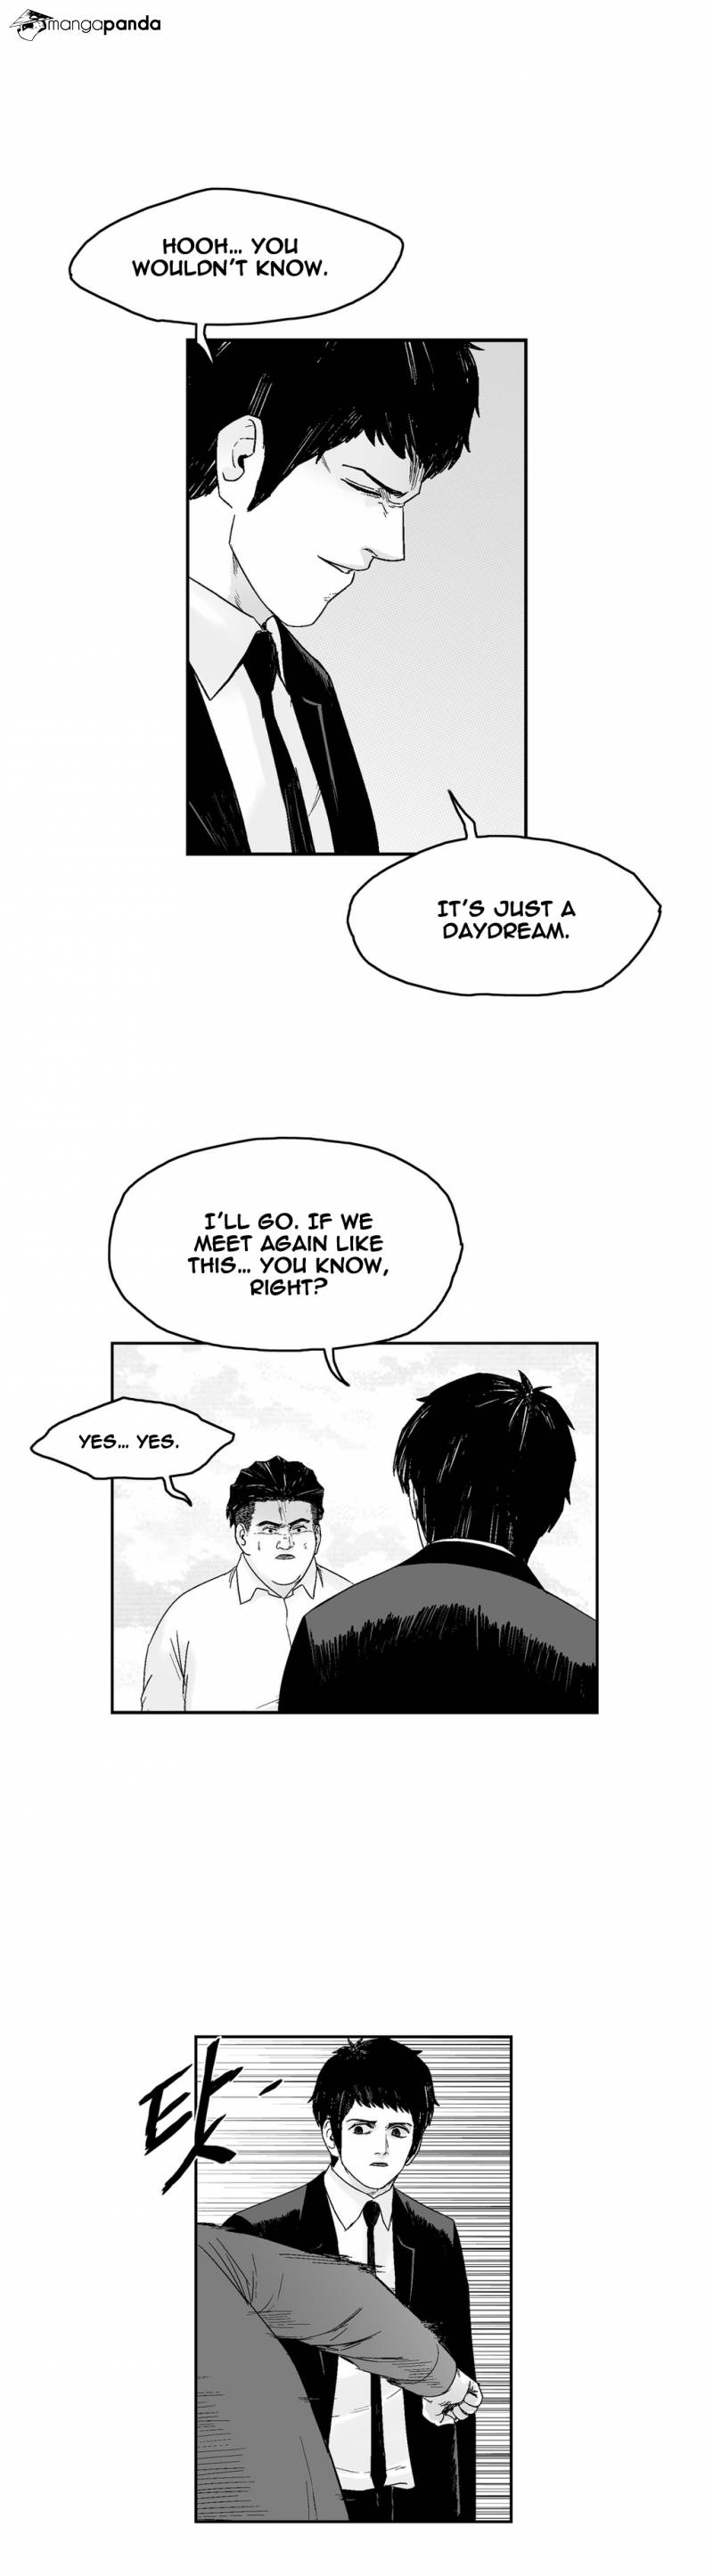 mangapanda
HOOH... YOU
WOULDN'T KNOW.
IT'S JUST A
DAYDREAM.
I'LL GO. IF WE
MEET AGAIN LIKE
THIS... YOU KNOW,
RIGHT?
YES... YES.
탓